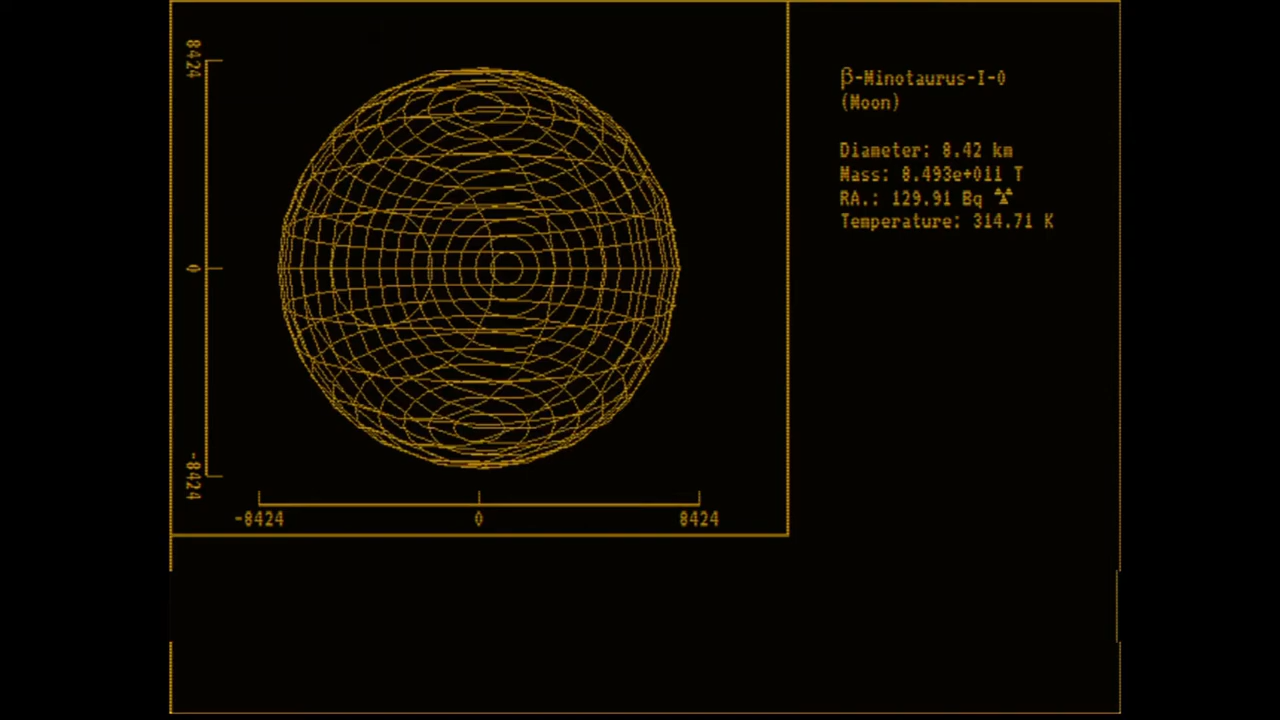 8424
0
-8424
-8424 0 8424
β-Minotaurus-I-0
(Moon)
Diameter: 8.42 km
Mass: 8.493e+011 T
RA.: 129.91 Bq ☢
Temperature: 314.71 K